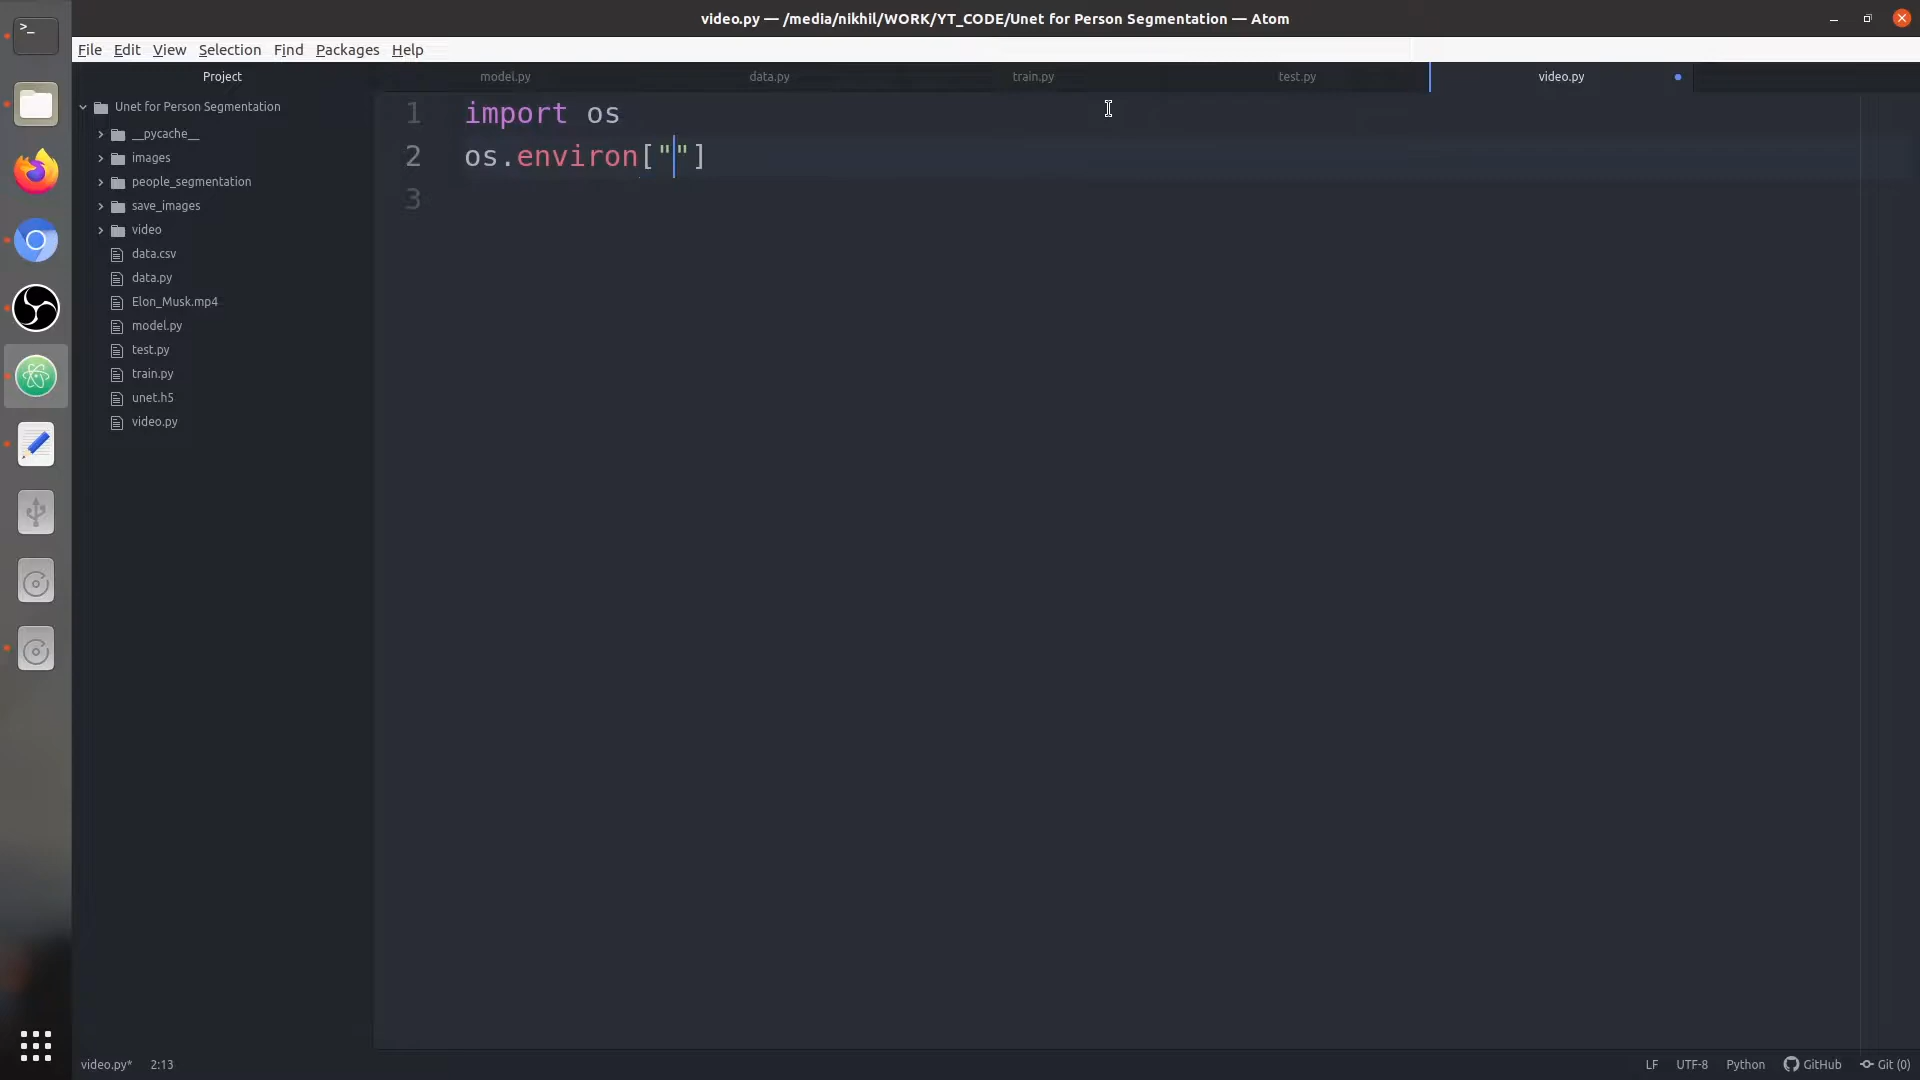 video.py — /media/nikhil/WORK/YT_CODE/Unet for Person Segmentation — Atom
File Edit View Selection Find Packages Help
Project
model.py
data.py
train.py
test.py
video.py
Unet for Person Segmentation
__pycache__
images
people_segmentation
save_images
video
data.csv
data.py
Elon_Musk.mp4
model.py
test.py
train.py
unet.h5
video.py
1 import os
2 os.environ[""]
3
video.py* 2:13
LF UTF-8 Python GitHub Git (0)